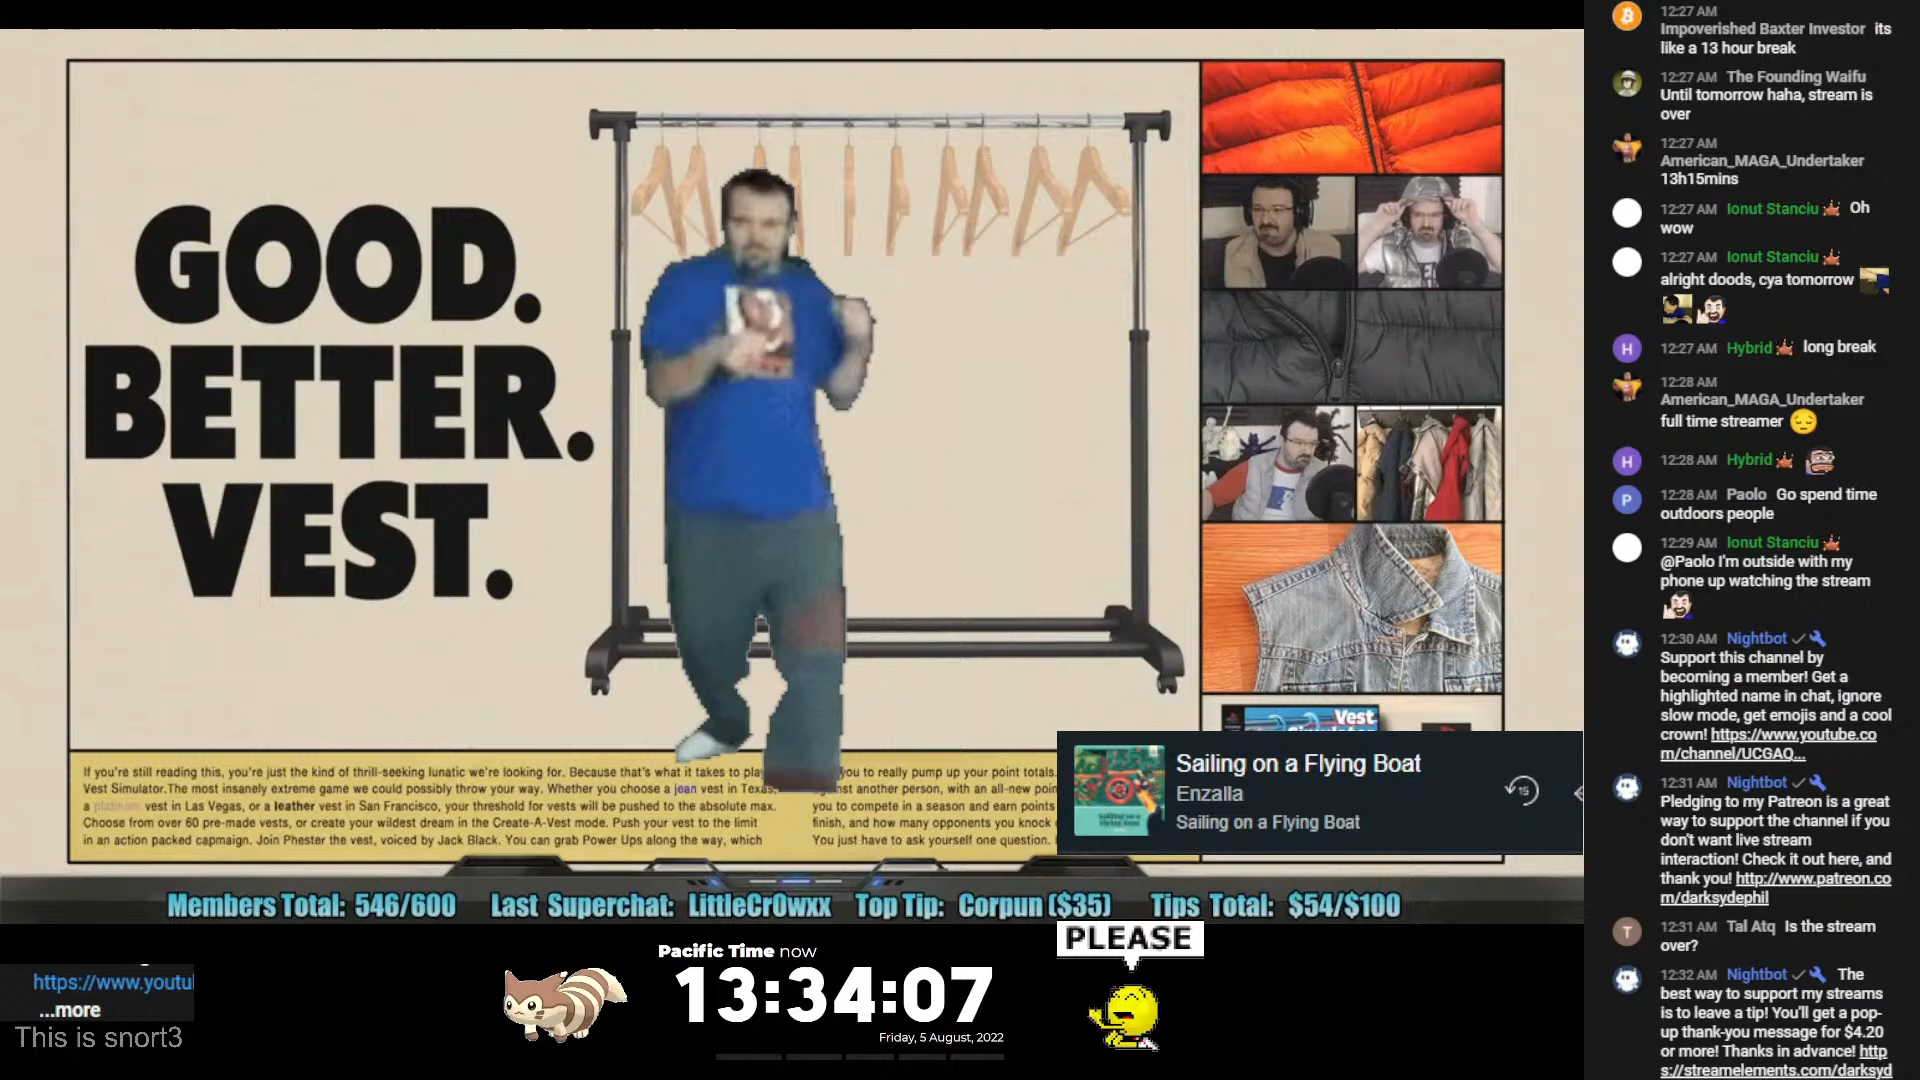 GOOD.
BETTER.
VEST.
If you're still reading this, you're just the kind of thrill-seeking lunatic we're looking for. Because that's what it takes to play
Vest Simulator.The most insanely extreme game we could possibly throw your way. Whether you choose a jean vest in Texas,
a platinum vest in Las Vegas, or a leather vest in San Francisco, your threshold for vests will be pushed to the absolute max.
Choose from over 60 pre-made vests, or create your wildest dream in the Create-A-Vest mode. Push your vest to the limit
in an action packed capmaign. Join Phester the vest, voiced by Jack Black. You can grab Power Ups along the way, which
you to really pump up your point totals.
another person, with an all-new
you to compete in a season and earn points
finish, and how many opponents you knock
You just have to ask yourself one question.
Vest
Sailing on a Flying Boat
Enzalla
Sailing on a Flying Boat
15
Members Total: 546/600 Last Superchat: LittleCr0wxx Top Tip: Corpun ($35) Tips Total: $54/$100
https://www.youtu
...more
This is snort3
Pacific Time now
13:34:07
Friday, 5 August, 2022
PLEASE
12:27 AM
Impoverished Baxter Investor its
like a 13 hour break
12:27 AM The Founding Waifu
Until tomorrow haha, stream is
over
12:27 AM
American_MAGA_Undertaker
13h15mins
12:27 AM Ionut Stanciu Oh
wow
12:27 AM Ionut Stanciu
alright doods, cya tomorrow
H 12:27 AM Hybrid long break
12:28 AM
American_MAGA_Undertaker
full time streamer
H 12:28 AM Hybrid
P 12:28 AM Paolo Go spend time
outdoors people
12:29 AM Ionut Stanciu
@Paolo I'm outside with my
phone up watching the stream
12:30 AM Nightbot
Support this channel by
becoming a member! Get a
highlighted name in chat, ignore
slow mode, get emojis and a cool
crown! https://www.youtube.co
m/channel/UCGAQ...
12:31 AM Nightbot
Pledging to my Patreon is a great
way to support the channel if you
don't want live stream
interaction! Check it out here, and
thank you! http://www.patreon.co
m/darksydephil
T 12:31 AM Tal Atq Is the stream
over?
12:32 AM Nightbot The
best way to support my streams
is to leave a tip! You'll get a pop-
up thank-you message for $4.20
or more! Thanks in advance! http
s://streamelements.com/darksyd